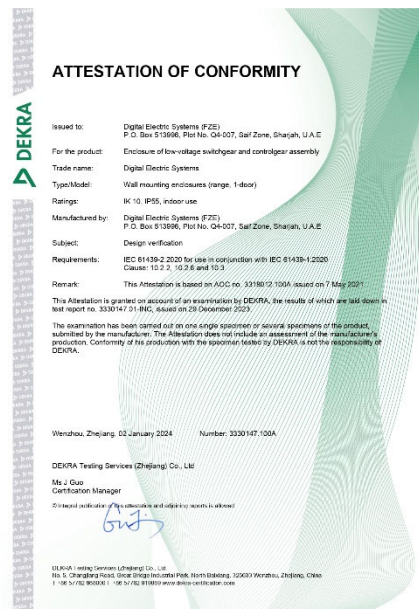 DEKRA
ATTESTATION OF CONFORMITY
Issued to: Digital Electric Systems (FZE)
P.O. Box 513996, Plot No. Q4-007, Saif Zone, Sharjah, U.A.E
For the product: Enclosure of low-voltage switchgear and controlgear assembly
Trade name: Digital Electric Systems
Type/Model: Wall mounting enclosures (range, 1-door)
Ratings: IK 10, IP55, indoor use
Manufactured by: Digital Electric Systems (FZE)
P.O. Box 513996, Plot No. Q4-007, Saif Zone, Sharjah, U.A.E
Subject: Design verification
Requirements: IEC 61439-2:2020 for use in conjunction with IEC 61439-1:2020
Clause: 10.2.2, 10.2.6 and 10.3
Remark: This Attestation is based on AOC no. 3318012.100A issued on 7 May 2021
This Attestation is granted on account of an examination by DEKRA, the results of which are laid down in
test report no. 3330147.01-INC, issued on 29 December 2023.
The examination has been carried out on one single specimen or several specimens of the product,
submitted by the manufacturer. The Attestation does not include an assessment of the manufacturer's
production. Conformity of his production with the specimen tested by DEKRA is not the responsibility of
DEKRA.
Wenzhou, Zhejiang, 02 January 2024 Number: 3330147.100A
DEKRA Testing Services (Zhejiang) Co., Ltd
Ms J Guo
Certification Manager
© Integral publication of this attestation and adjoining reports is allowed
DEKRA Testing Services (Zhejiang) Co., Ltd.
No. 5, Changjiang Road, Great Bridge Industrial Park, North Baixiang, 325603 Wenzhou, Zhejiang, China
www.dekra-certification.com